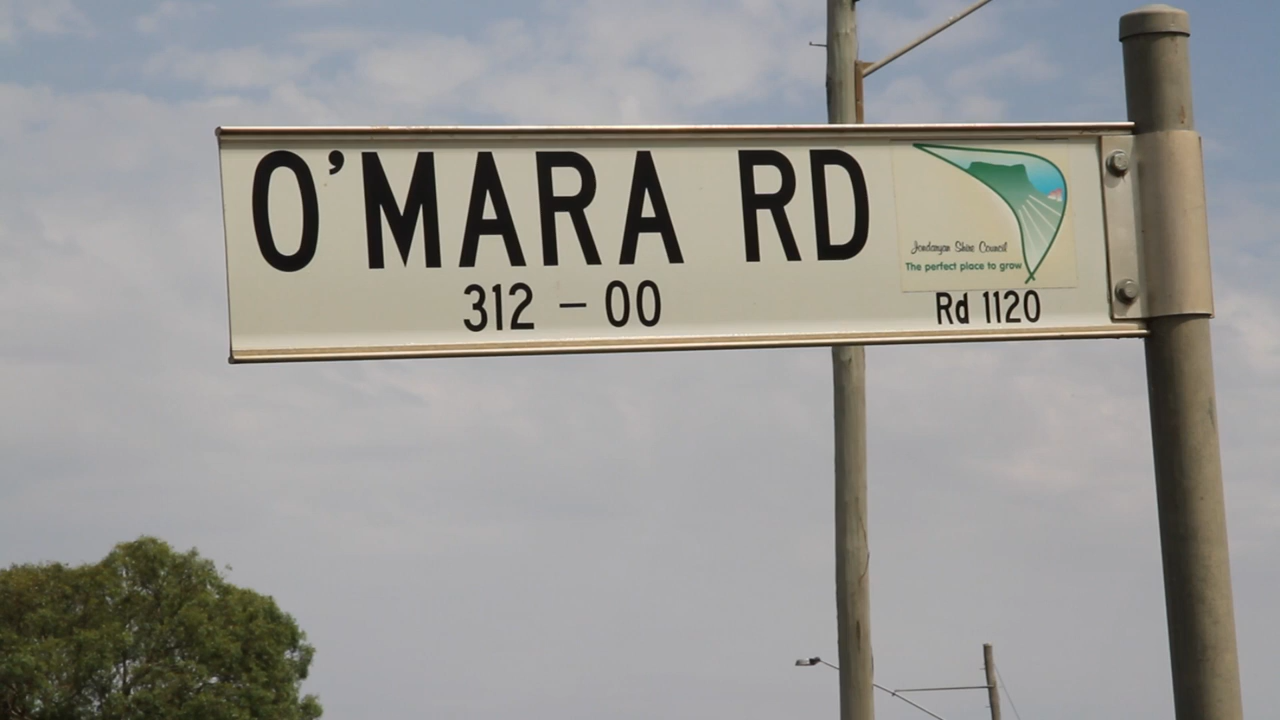 O'MARA RD
312 - 00
Jondaryan Shire Council
The perfect place to grow
Rd 1120